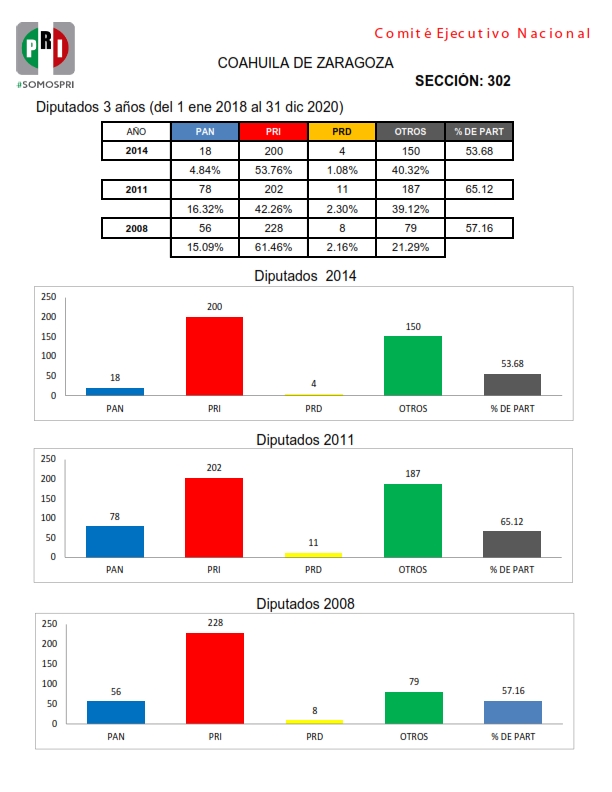 Comité Ejecutivo Nacional
PRI
#SOMOSPRI
COAHUILA DE ZARAGOZA
SECCIÓN: 302
Diputados 3 años (del 1 ene 2018 al 31 dic 2020)
AÑO PAN PRI PRD OTROS % DE PART
2014 18 200 4 150 53.68
4.84% 53.76% 1.08% 40.32%
2011 78 202 11 187 65.12
16.32% 42.26% 2.30% 39.12%
2008 56 228 8 79 57.16
15.09% 61.46% 2.16% 21.29%
Diputados 2014
250
200
150
100
50
0
18 200 4 150 53.68
PAN PRI PRD OTROS % DE PART
Diputados 2011
250
200
150
100
50
0
78 202 11 187 65.12
PAN PRI PRD OTROS % DE PART
Diputados 2008
250
200
150
100
50
0
56 228 8 79 57.16
PAN PRI PRD OTROS % DE PART